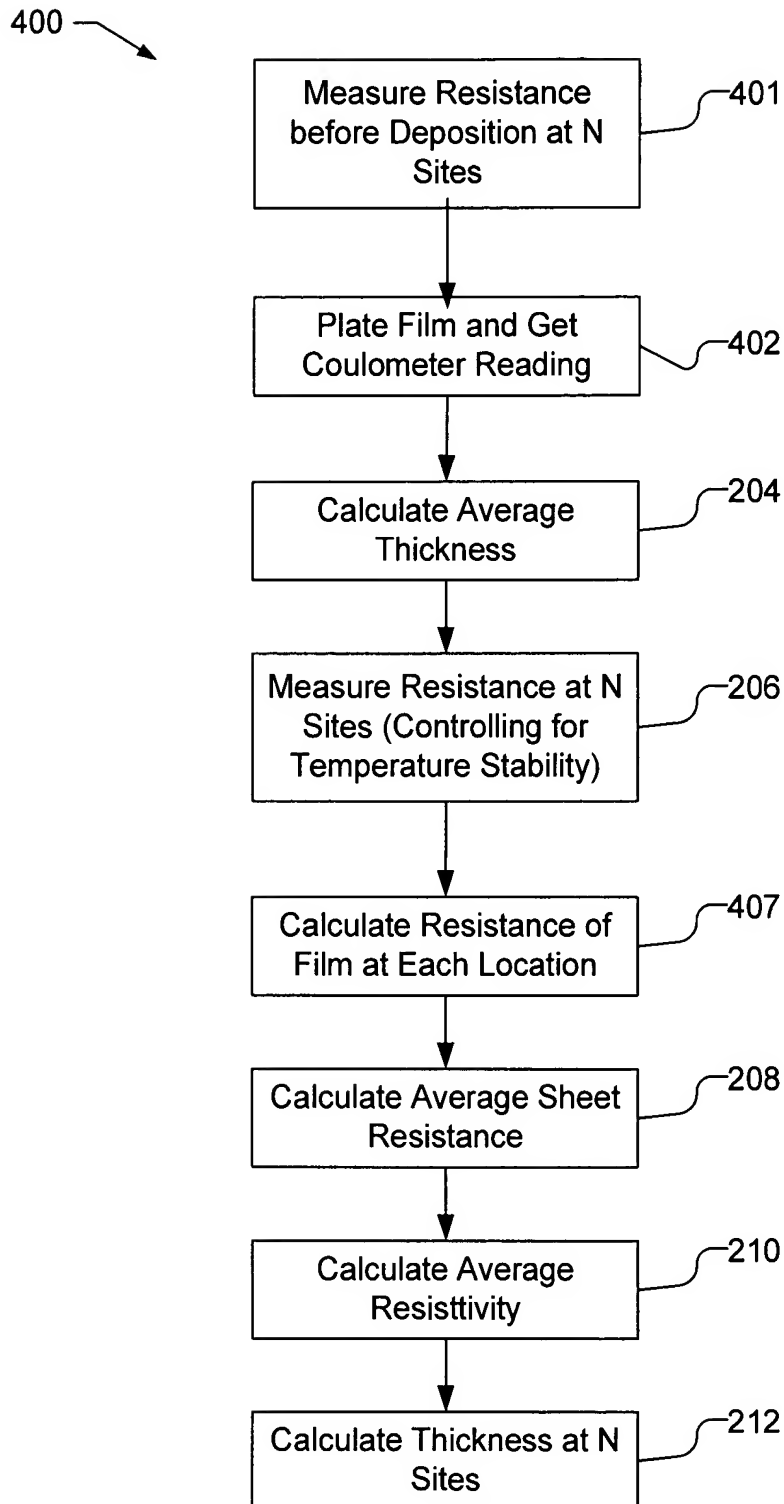 400
Measure Resistance
before Deposition at N
Sites
401
Plate Film and Get
Coulometer Reading
402
Calculate Average
Thickness
204
Measure Resistance at N
Sites (Controlling for
Temperature Stability)
206
Calculate Resistance of
Film at Each Location
407
Calculate Average Sheet
Resistance
208
Calculate Average
Resisttivity
210
Calculate Thickness at N
Sites
212